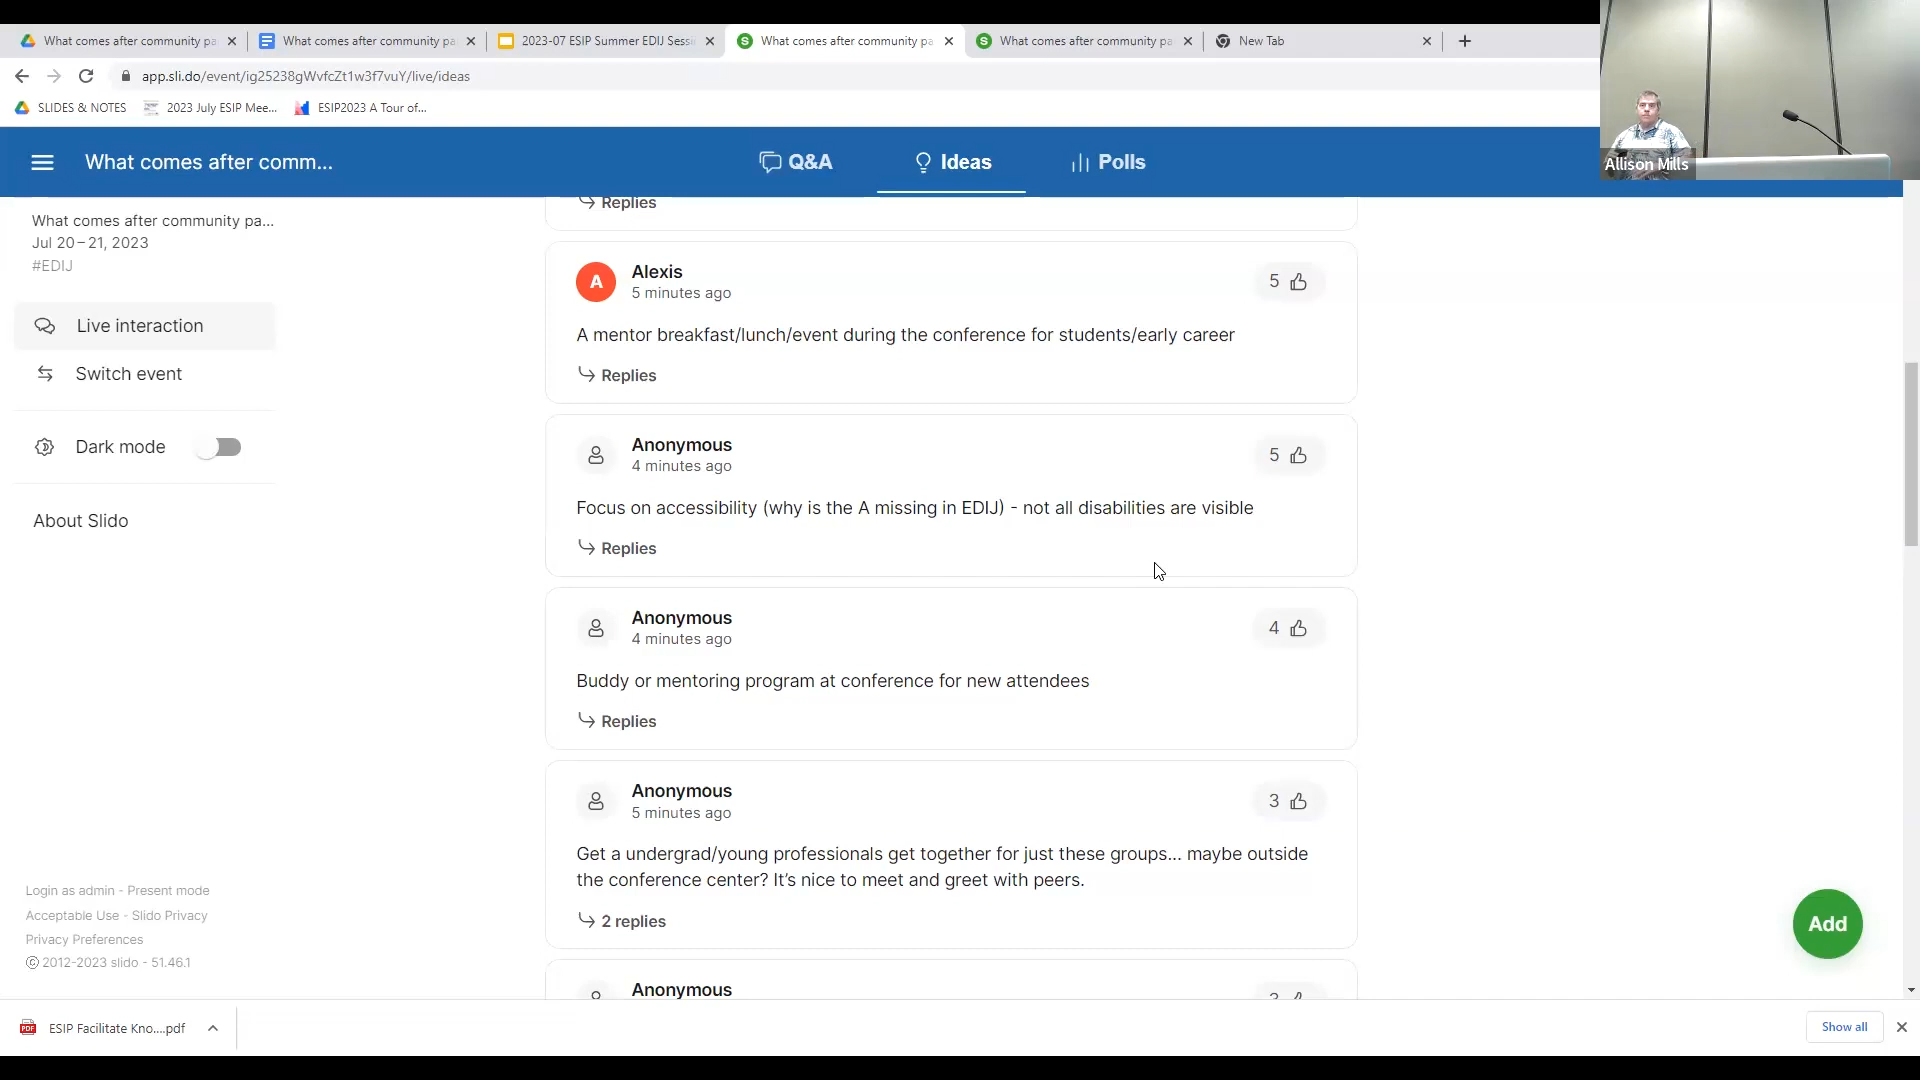 What comes after community pa
What comes after community pa
2023-07 ESIP Summer EDIJ Sessi
What comes after community pa
What comes after community pa
New Tab
app.sli.do/event/ig25238gWvfcZt1w3f7vuY/live/ideas
SLIDES & NOTES
2023 July ESIP Mee...
ESIP2023 A Tour of...
Allison Mills
What comes after comm...
Q&A
Ideas
Polls
What comes after community pa...
Jul 20 – 21, 2023
#EDIJ
Live interaction
Switch event
Dark mode
About Slido
Login as admin - Present mode
Acceptable Use - Slido Privacy
Privacy Preferences
© 2012-2023 slido - 51.46.1
Replies
A
Alexis
5 minutes ago
5
A mentor breakfast/lunch/event during the conference for students/early career
Replies
Anonymous
4 minutes ago
5
Focus on accessibility (why is the A missing in EDIJ) - not all disabilities are visible
Replies
Anonymous
4 minutes ago
4
Buddy or mentoring program at conference for new attendees
Replies
Anonymous
5 minutes ago
3
Get a undergrad/young professionals get together for just these groups... maybe outside
the conference center? It's nice to meet and greet with peers.
2 replies
Anonymous
Add
PDF
ESIP Facilitate Kno....pdf
Show all